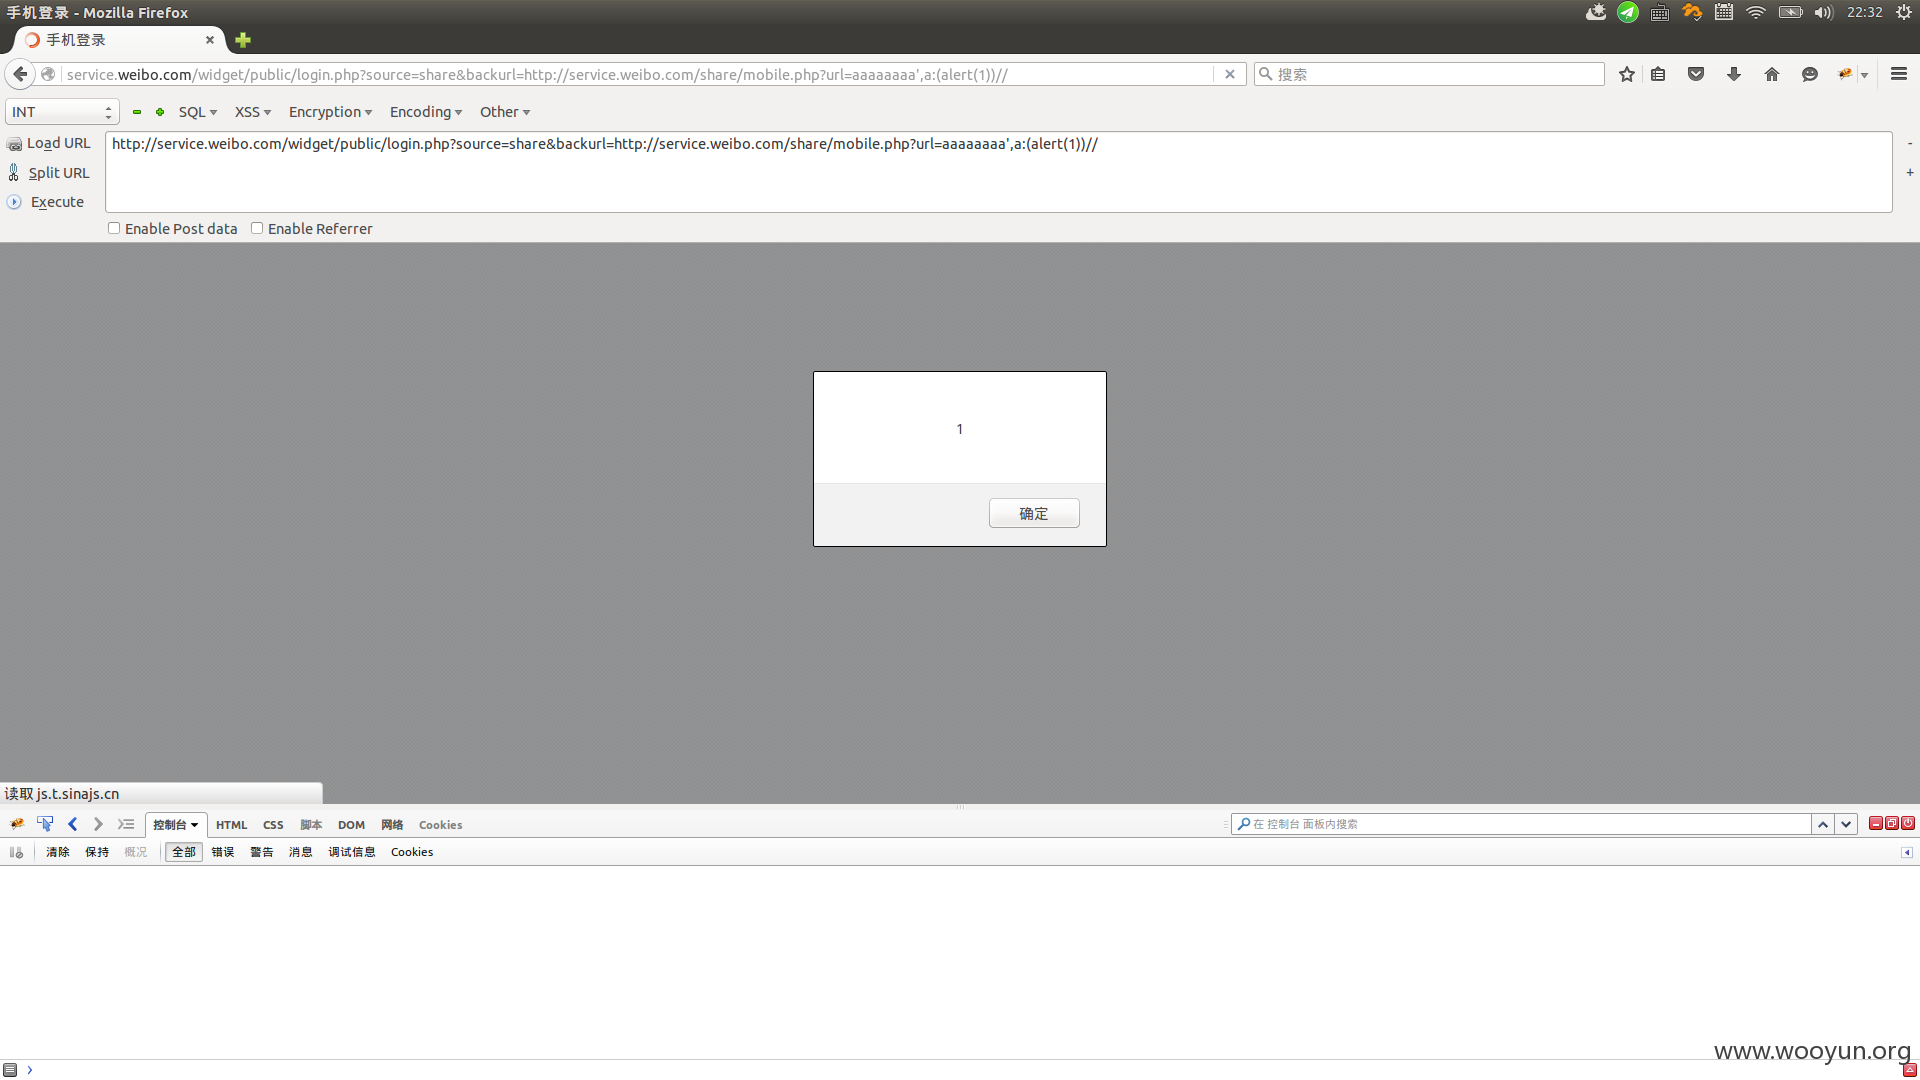 手机登录 - Mozilla Firefox
22:32
手机登录
service.weibo.com/widget/public/login.php?source=share&backurl=http://service.weibo.com/share/mobile.php?url=aaaaaaaa',a:(alert(1))//
搜索
INT
SQL
XSS
Encryption
Encoding
Other
Load URL
http://service.weibo.com/widget/public/login.php?source=share&backurl=http://service.weibo.com/share/mobile.php?url=aaaaaaaa',a:(alert(1))//
-
Split URL
+
Execute
Enable Post data
Enable Referrer
1
确定
读取 js.t.sinajs.cn
控制台
HTML
CSS
脚本
DOM
网络
Cookies
在 控制台 面板内搜索
清除
保持
概况
全部
错误
警告
消息
调试信息
Cookies
www.wooyun.org